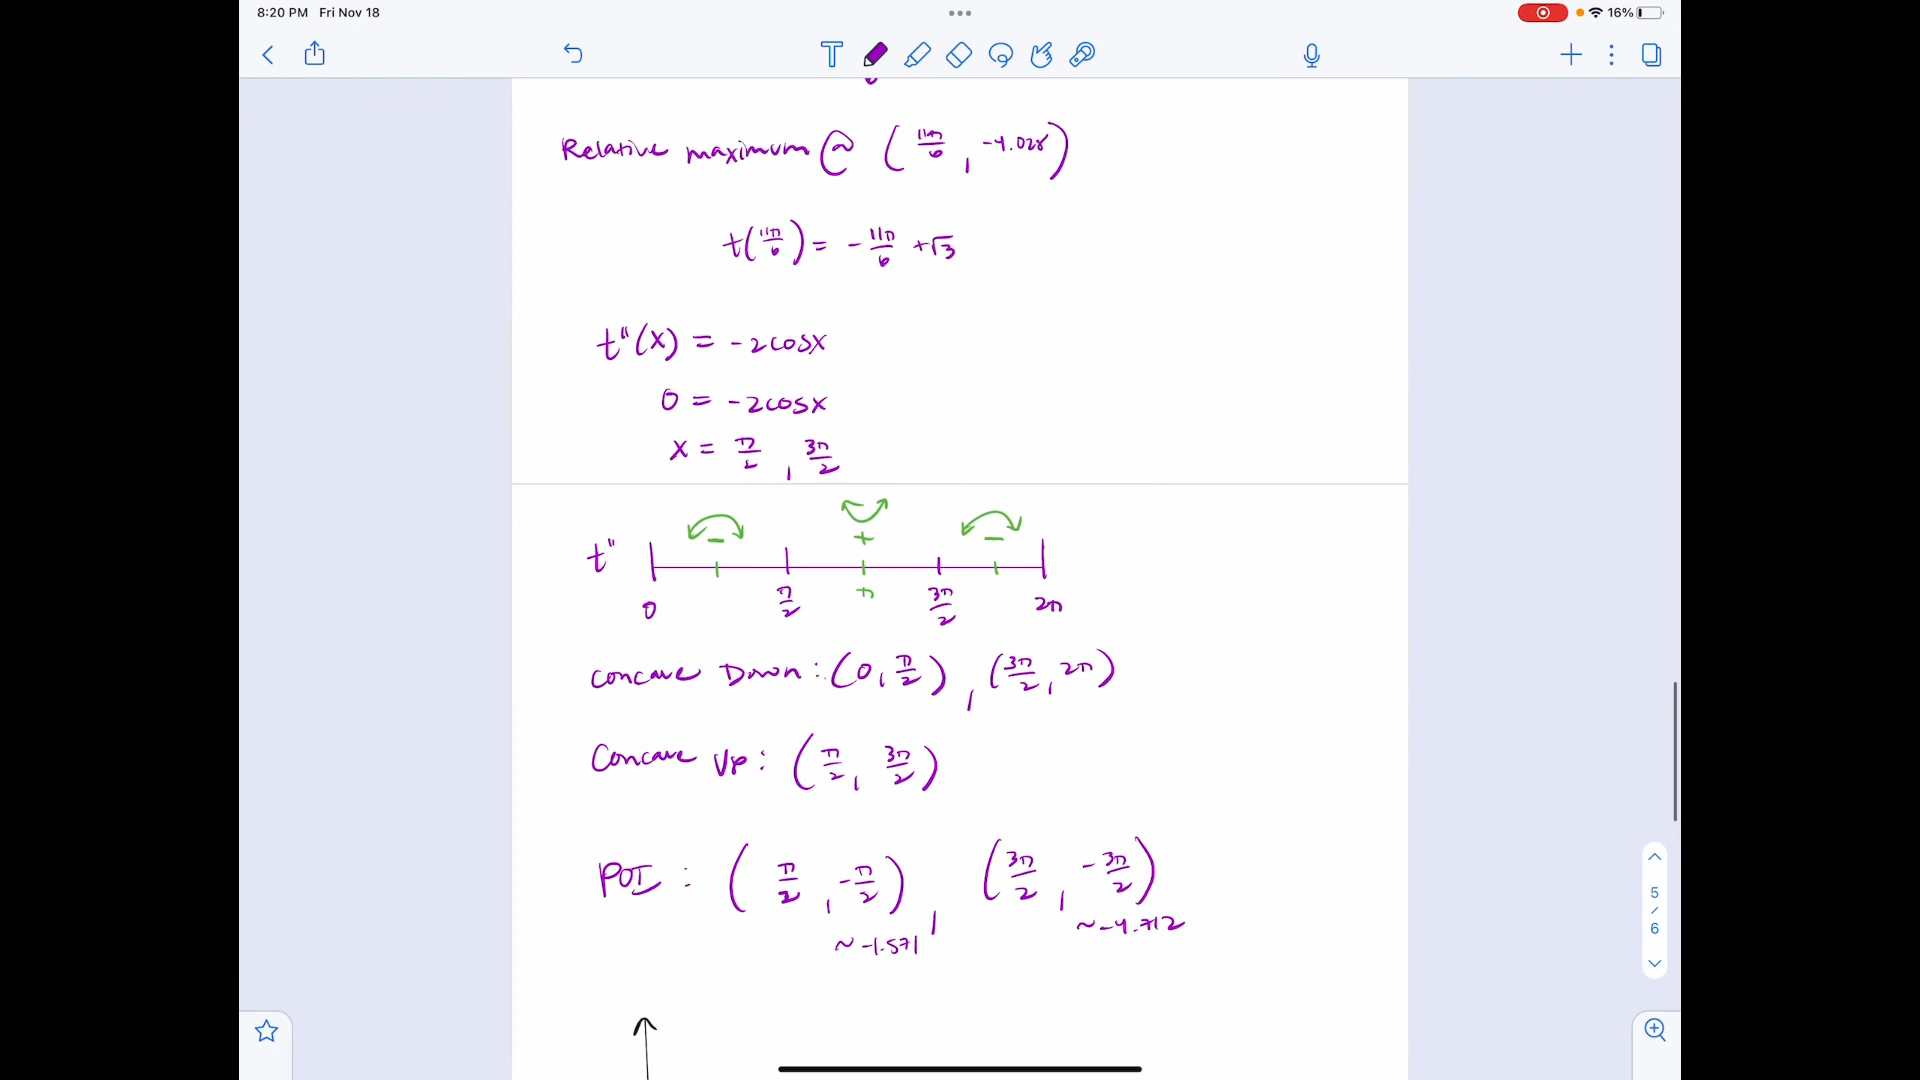 8:20 PM Fri Nov 18
16%
Relative maximum @ (11π/6, -4.028)
t(11π/6) = -11π/6 + √3
t"(x) = -2cosx
0 = -2cosx
x = π/2, 3π/2
- + -
t"
0 π/2 π 3π/2 2π
Concave Down: (0, π/2), (3π/2, 2π)
Concave Up: (π/2, 3π/2)
POI: (π/2, -π/2), (3π/2, -3π/2)
~ -1.571 ~ -4.712
5
/
6